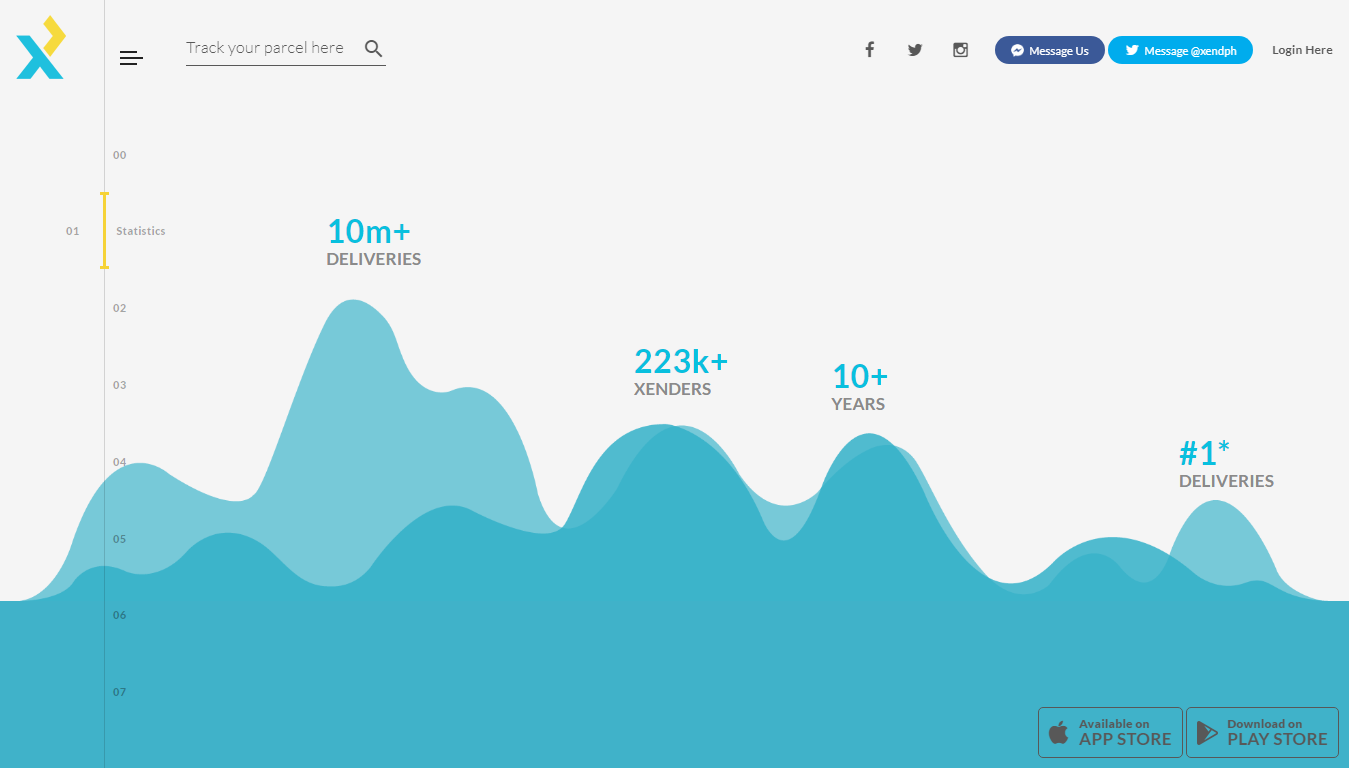 Track your parcel here
Message Us
Message @xendph
Login Here
00
01
Statistics
10m+
DELIVERIES
02
223k+
XENDERS
03
10+
YEARS
04
#1*
DELIVERIES
05
06
07
Available on
APP STORE
Download on
PLAY STORE